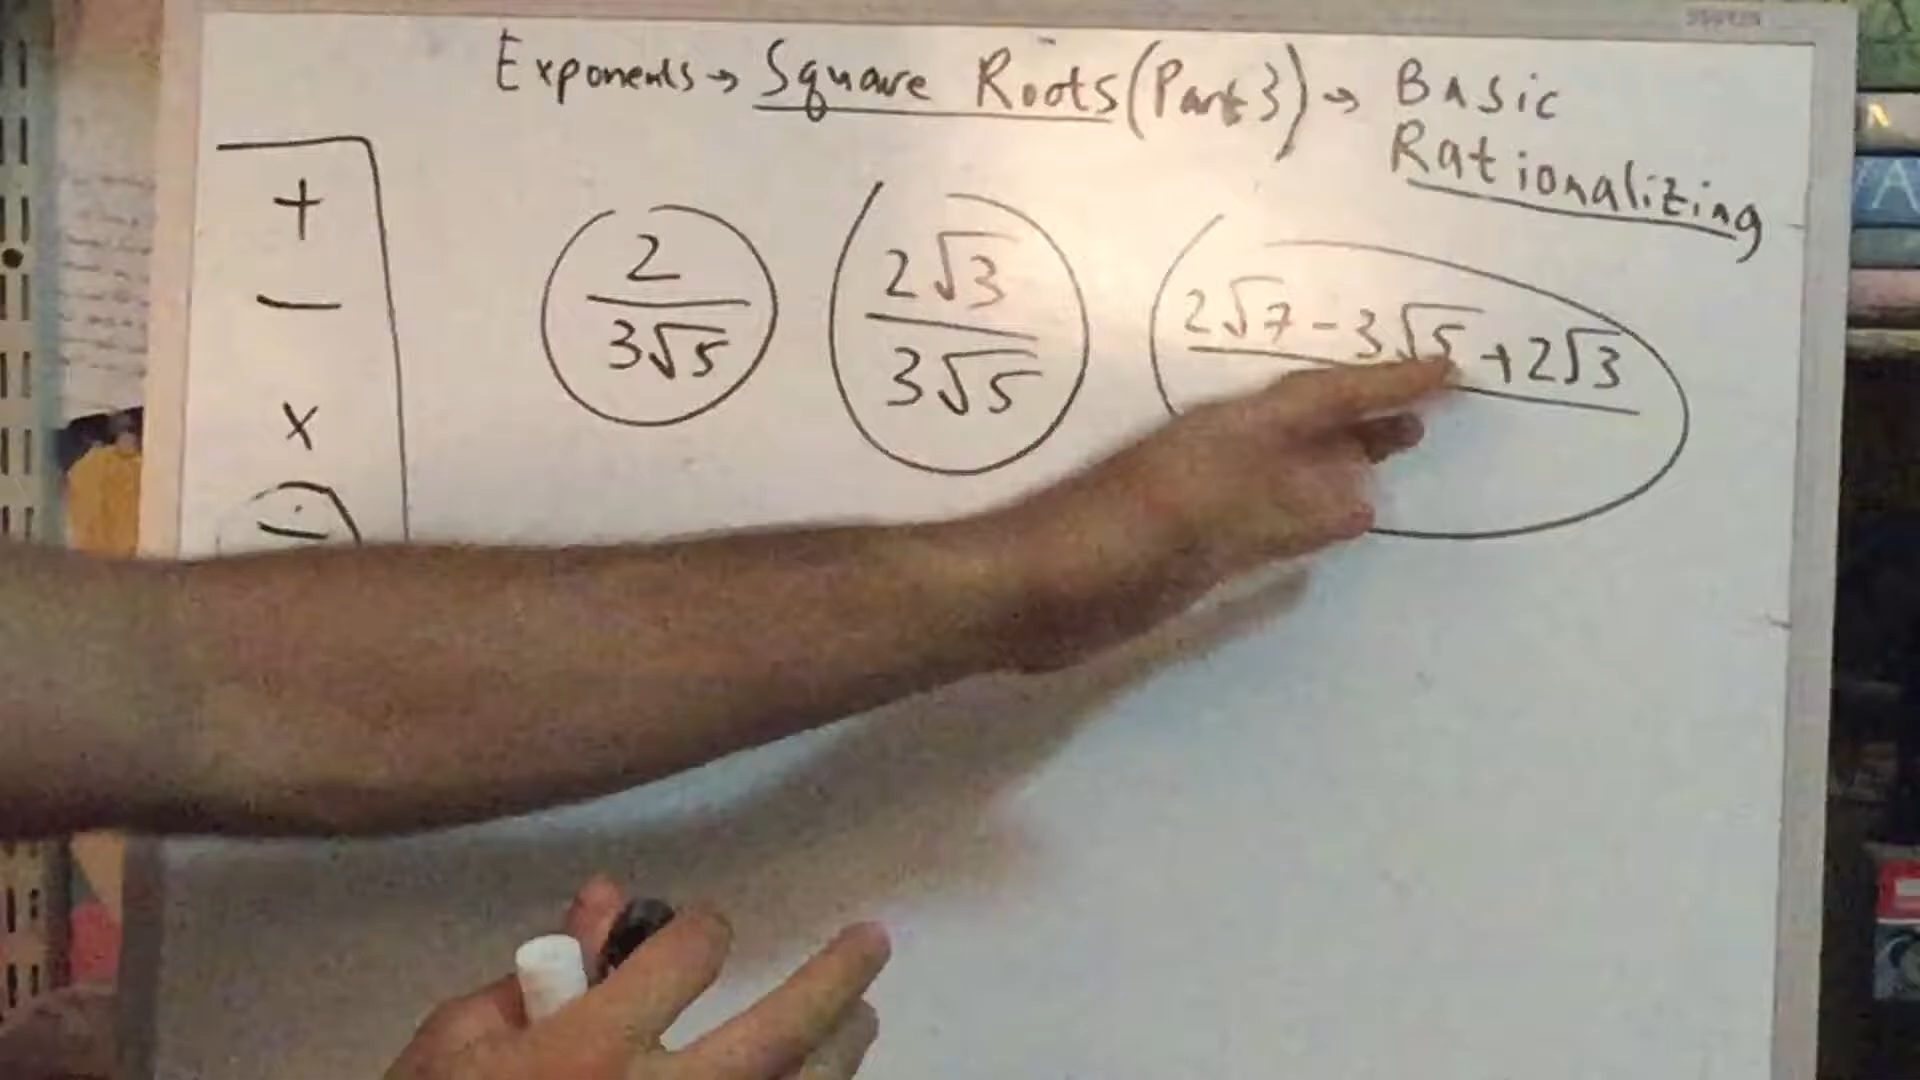 Exponents → Square Roots (Part 3) → Basic
Rationalizing
+
−
×
÷
2
3√5
2√3
3√5
2√7 − 3√5 + 2√3
A